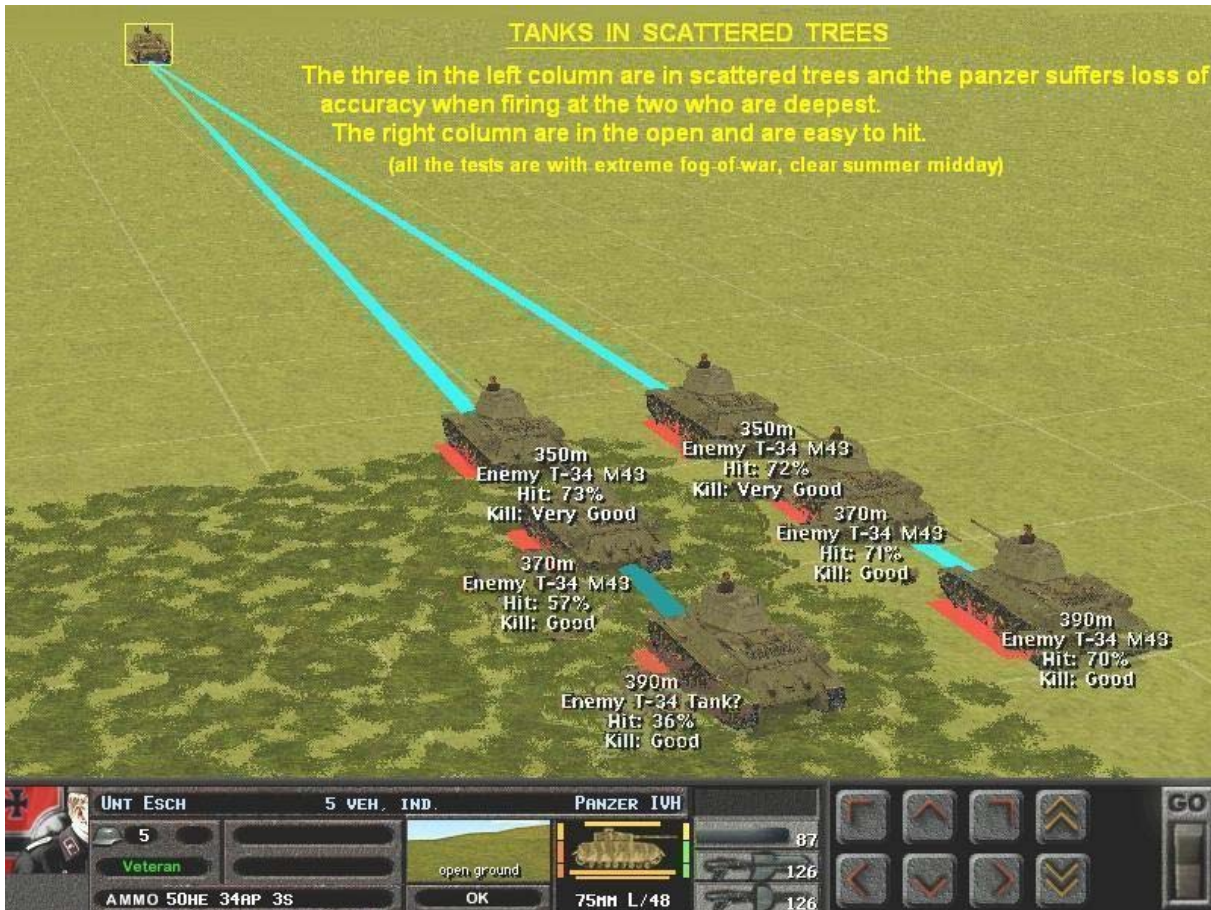 TANKS IN SCATTERED TREES
The three in the left column are in scattered trees and the panzer suffers loss of
accuracy when firing at the two who are deepest.
The right column are in the open and are easy to hit.
(all the tests are with extreme fog-of-war, clear summer midday)
350m
Enemy T-34 M43
Hit: 72%
Kill: Very Good
350m
Enemy T-34 M43
Hit: 73%
Kill: Very Good
370m
Enemy T-34 M43
Hit: 71%
Kill: Good
370m
Enemy T-34 M43
Hit: 57%
Kill: Good
390m
Enemy T-34 M43
Hit: 70%
Kill: Good
390m
Enemy T-34 Tank?
Hit: 36%
Kill: Good
UNT ESCH 5 VEH, IND. PANZER IVH
GO
5
87
Veteran
open ground
126
AMMO 50HE 34AP 3S
OK
75MM L/48
126